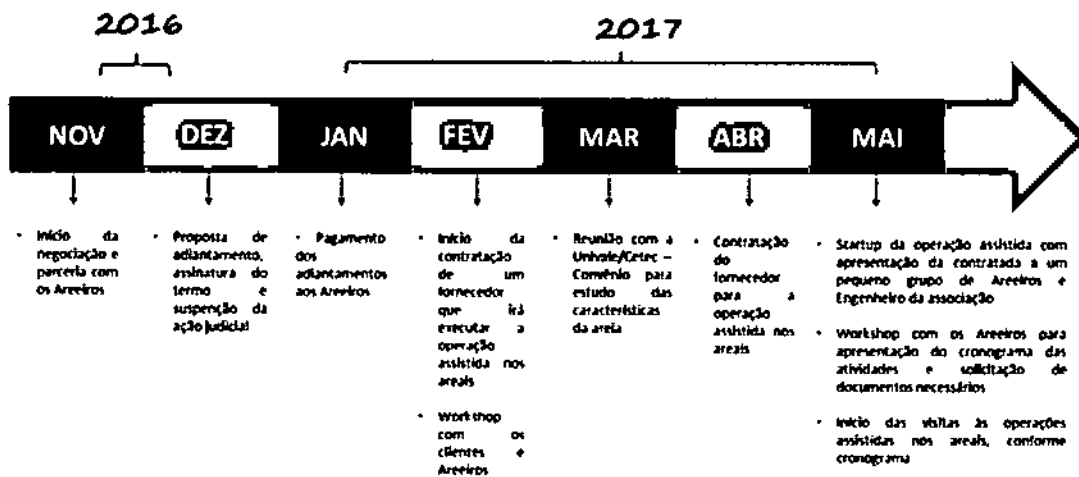 2016
2017
NOV
DEZ
JAN
FEV
MAR
ABR
MAI
• Início da
negociação e
parceria com
os Areeiros
• Proposta de
adiantamento,
assinatura do
termo e
suspenção da
ação judicial
• Pagamento
dos
adiantamentos
aos Areeiros
• Início da
contratação
de um
fornecedor
que irá
executar a
operação
assistida nos
areais
• Workshop
com os
clientes e
Areeiros
• Reunião com a
Univale/Cetec –
Convênio para
estudo das
características
da areia
• Contratação
do
fornecedor
para a
operação
assistida nos
areais
• Startup da operação assistida com
apresentação da contratada a um
pequeno grupo de Areeiros e
Engenheiro da associação
• Workshop com os Areeiros para
apresentação do cronograma das
atividades e solicitação de
documentos necessários
• Início das visitas às operações
assistidas nos areais, conforme
cronograma